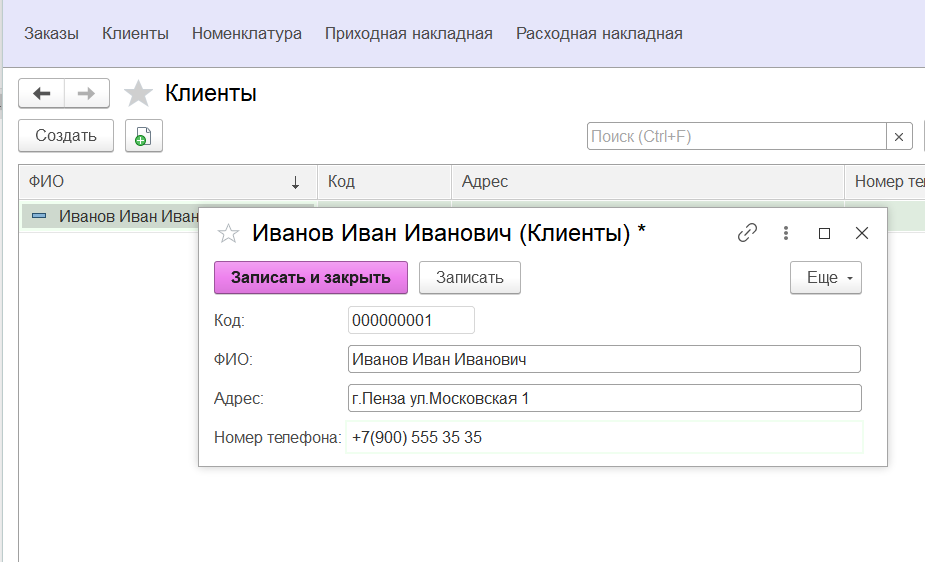 Заказы Клиенты Номенклатура Приходная накладная Расходная накладная
Клиенты
Создать Поиск (Ctrl+F)
ФИО Код Адрес Номер те
Иванов Иван Иван
Иванов Иван Иванович (Клиенты) *
Записать и закрыть Записать Еще
Код: 000000001
ФИО: Иванов Иван Иванович
Адрес: г.Пенза ул.Московская 1
Номер телефона: +7(900) 555 35 35